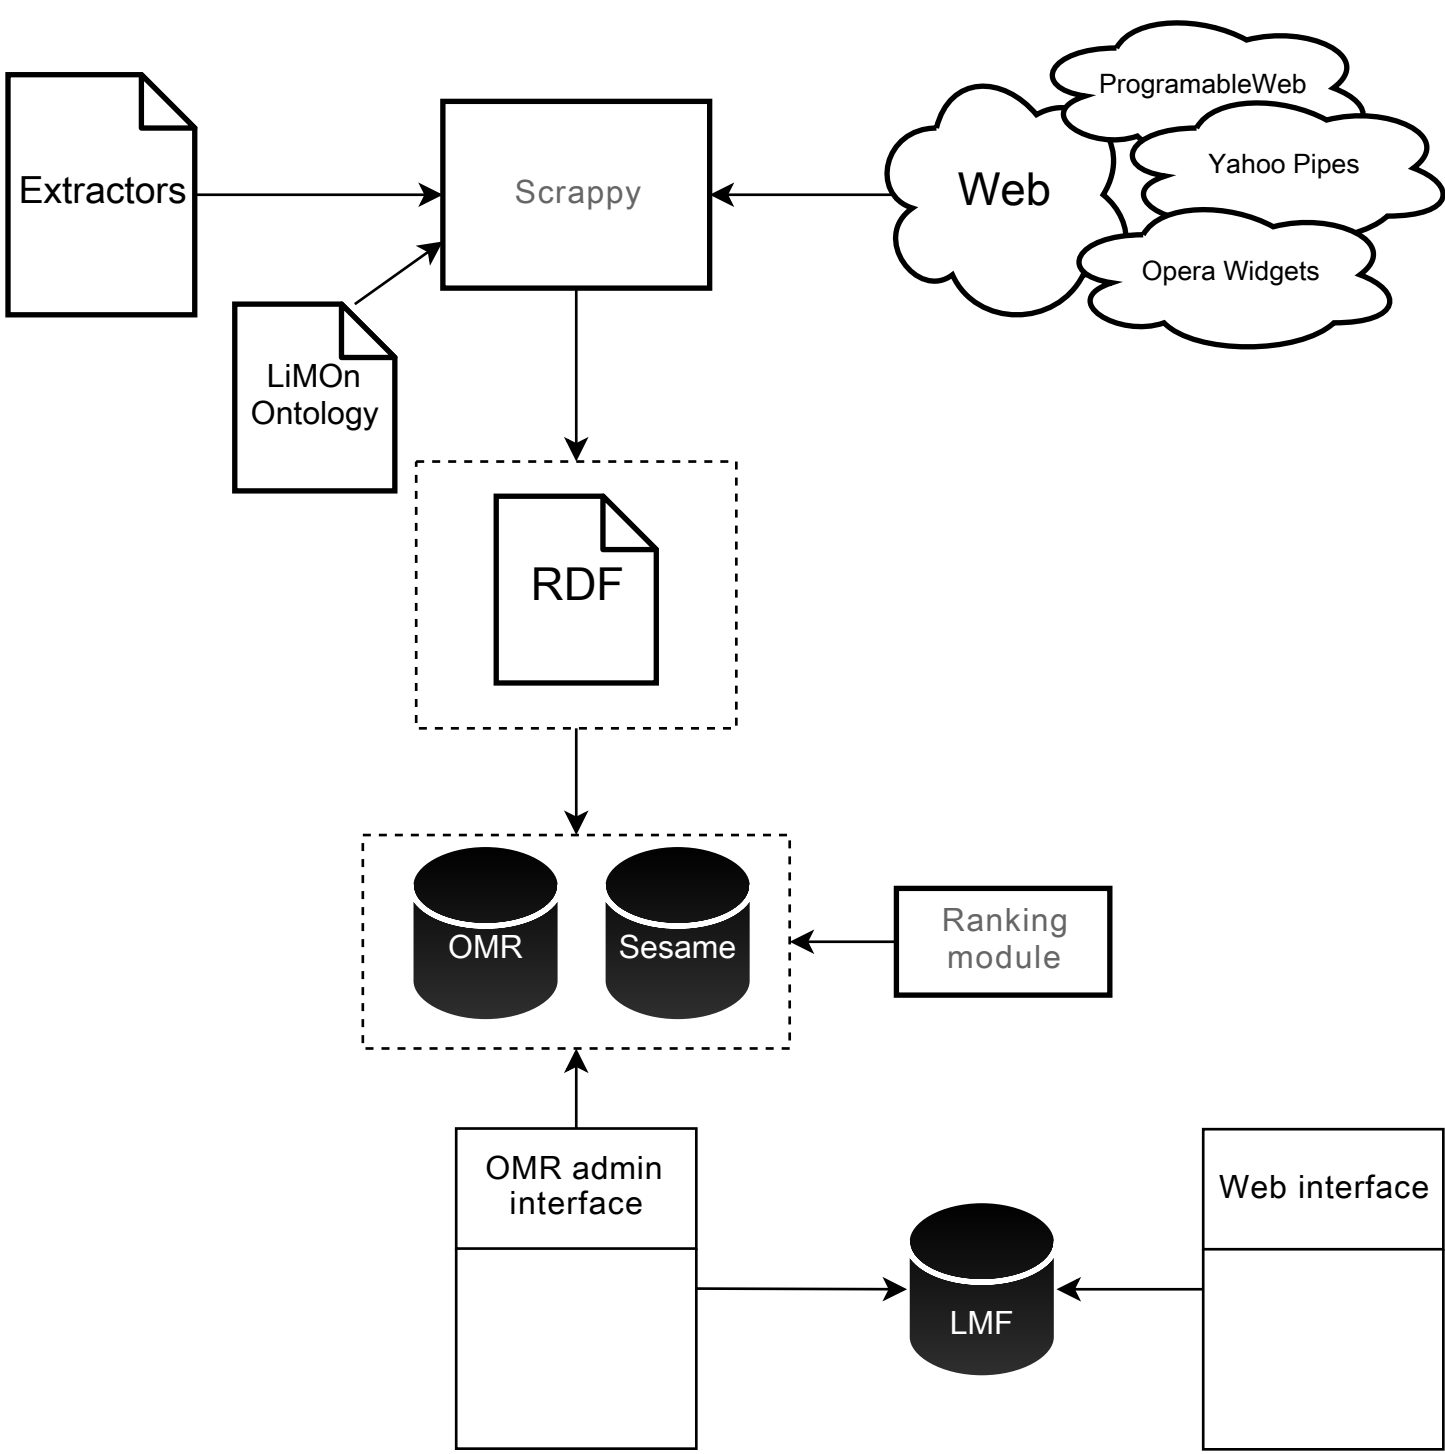 ProgramableWeb
Yahoo Pipes
Extractors
Scrappy
Web
Opera Widgets
LiMOn
Ontology
RDF
OMR
Sesame
Ranking
module
OMR admin
interface
Web interface
LMF